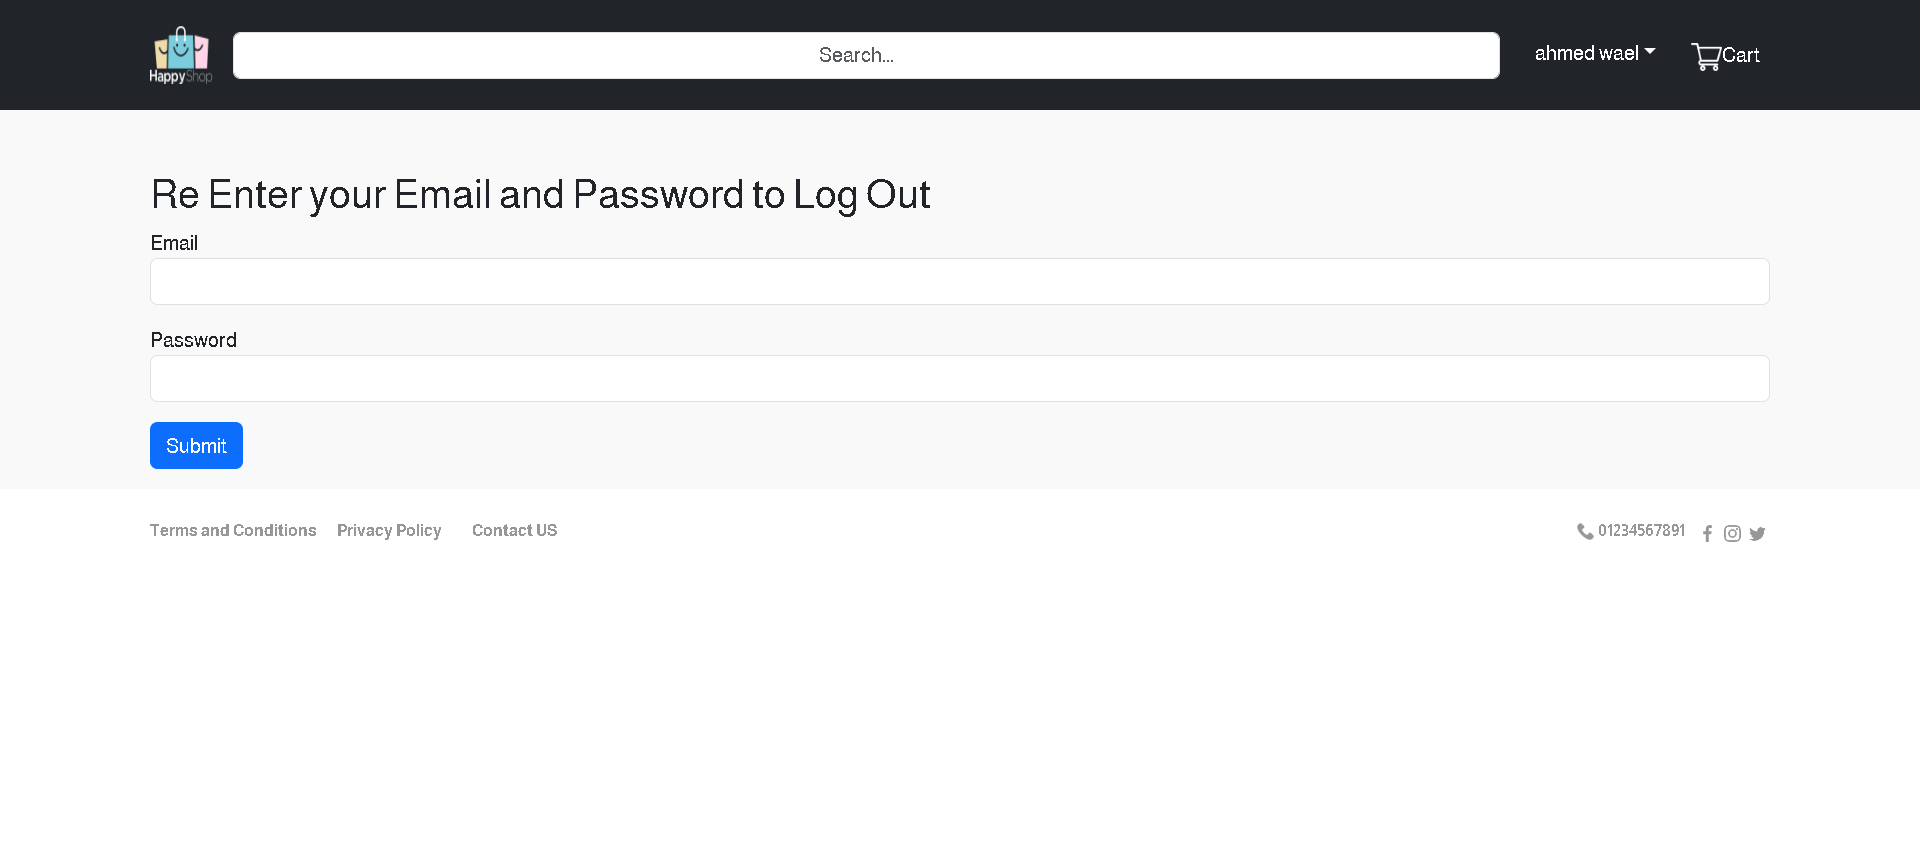 HappyShop
Search...
ahmed wael
Cart
Re Enter your Email and Password to Log Out
Email
Password
Submit
Terms and Conditions Privacy Policy Contact US
01234567891